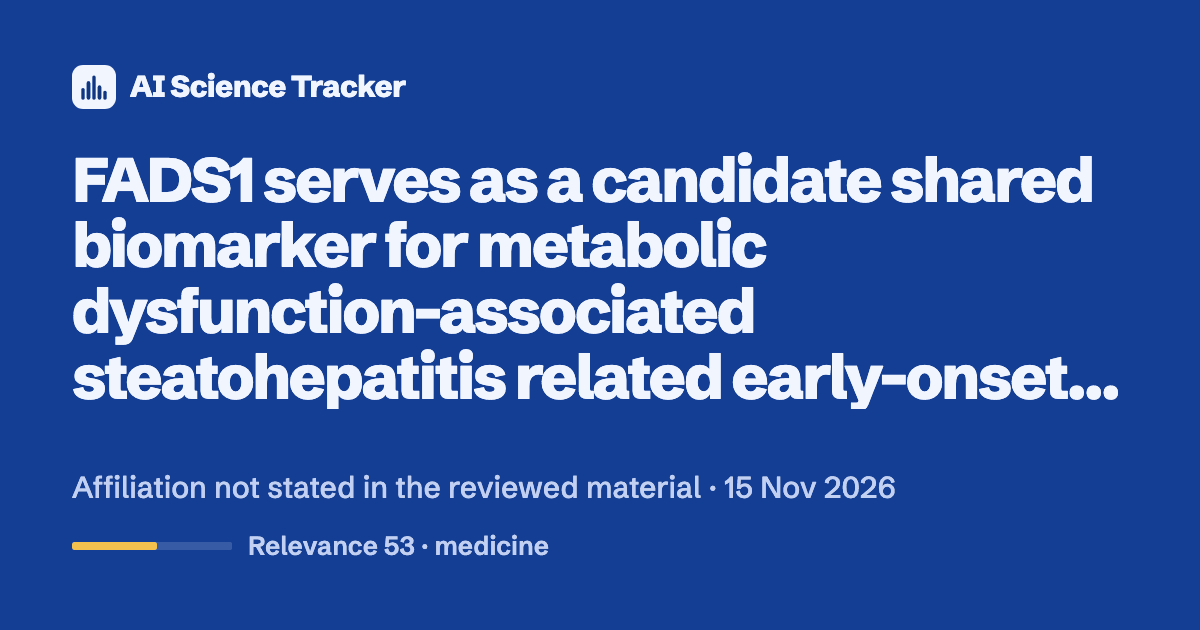 AI Science Tracker
FADS1 serves as a candidate shared
biomarker for metabolic
dysfunction-associated
steatohepatitis related early-onset...
Affiliation not stated in the reviewed material · 15 Nov 2026
Relevance 53 · medicine